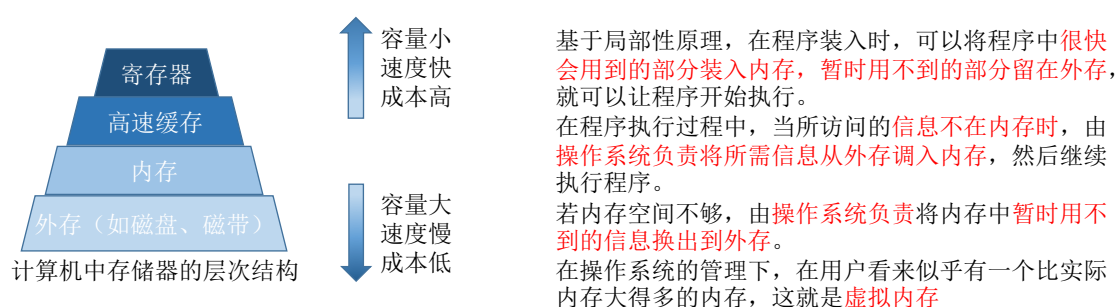 寄存器
高速缓存
内存
外存（如磁盘、磁带）
计算机中存储器的层次结构
容量小
速度快
成本高
容量大
速度慢
成本低
基于局部性原理，在程序装入时，可以将程序中很快
会用到的部分装入内存，暂时用不到的部分留在外存，
就可以让程序开始执行。
在程序执行过程中，当所访问的信息不在内存时，由
操作系统负责将所需信息从外存调入内存，然后继续
执行程序。
若内存空间不够，由操作系统负责将内存中暂时用不
到的信息换出到外存。
在操作系统的管理下，在用户看来似乎有一个比实际
内存大得多的内存，这就是虚拟内存